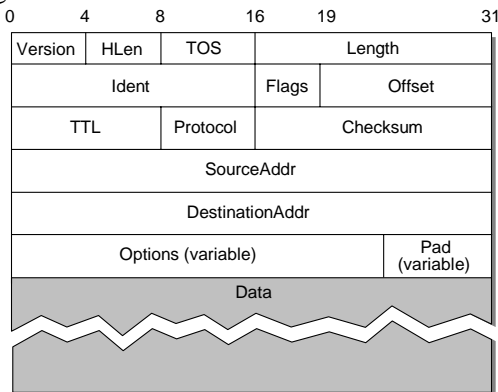 0 4 8 16 19 31
Version HLen TOS Length
Ident Flags Offset
TTL Protocol Checksum
SourceAddr
DestinationAddr
Options (variable) Pad
(variable)
Data